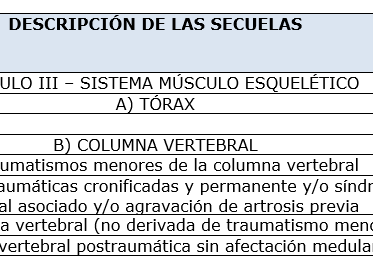 DESCRIPCIÓN DE LAS SECUELAS
ULO III – SISTEMA MÚSCULO ESQUELÉTICO
A) TÓRAX
B) COLUMNA VERTEBRAL
umatismos menores de la columna vertebral
aumáticas cronificadas y permanente y/o síndr
al asociado y/o agravación de artrosis previa
a vertebral (no derivada de traumatismo meno
vertebral postraumática sin afectación medula